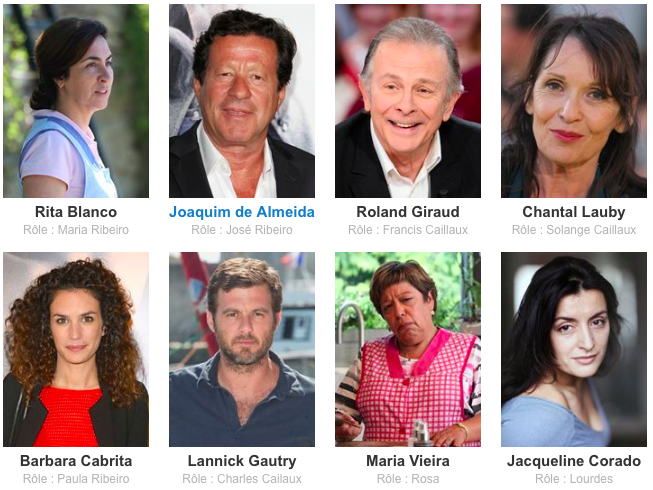 Rita Blanco
Rôle : Maria Ribeiro
Joaquim de Almeida
Rôle : José Ribeiro
Roland Giraud
Rôle : Francis Caillaux
Chantal Lauby
Rôle : Solange Caillaux
Barbara Cabrita
Rôle : Paula Ribeiro
Lannick Gautry
Rôle : Charles Cailaux
Maria Vieira
Rôle : Rosa
Jacqueline Corado
Rôle : Lourdes